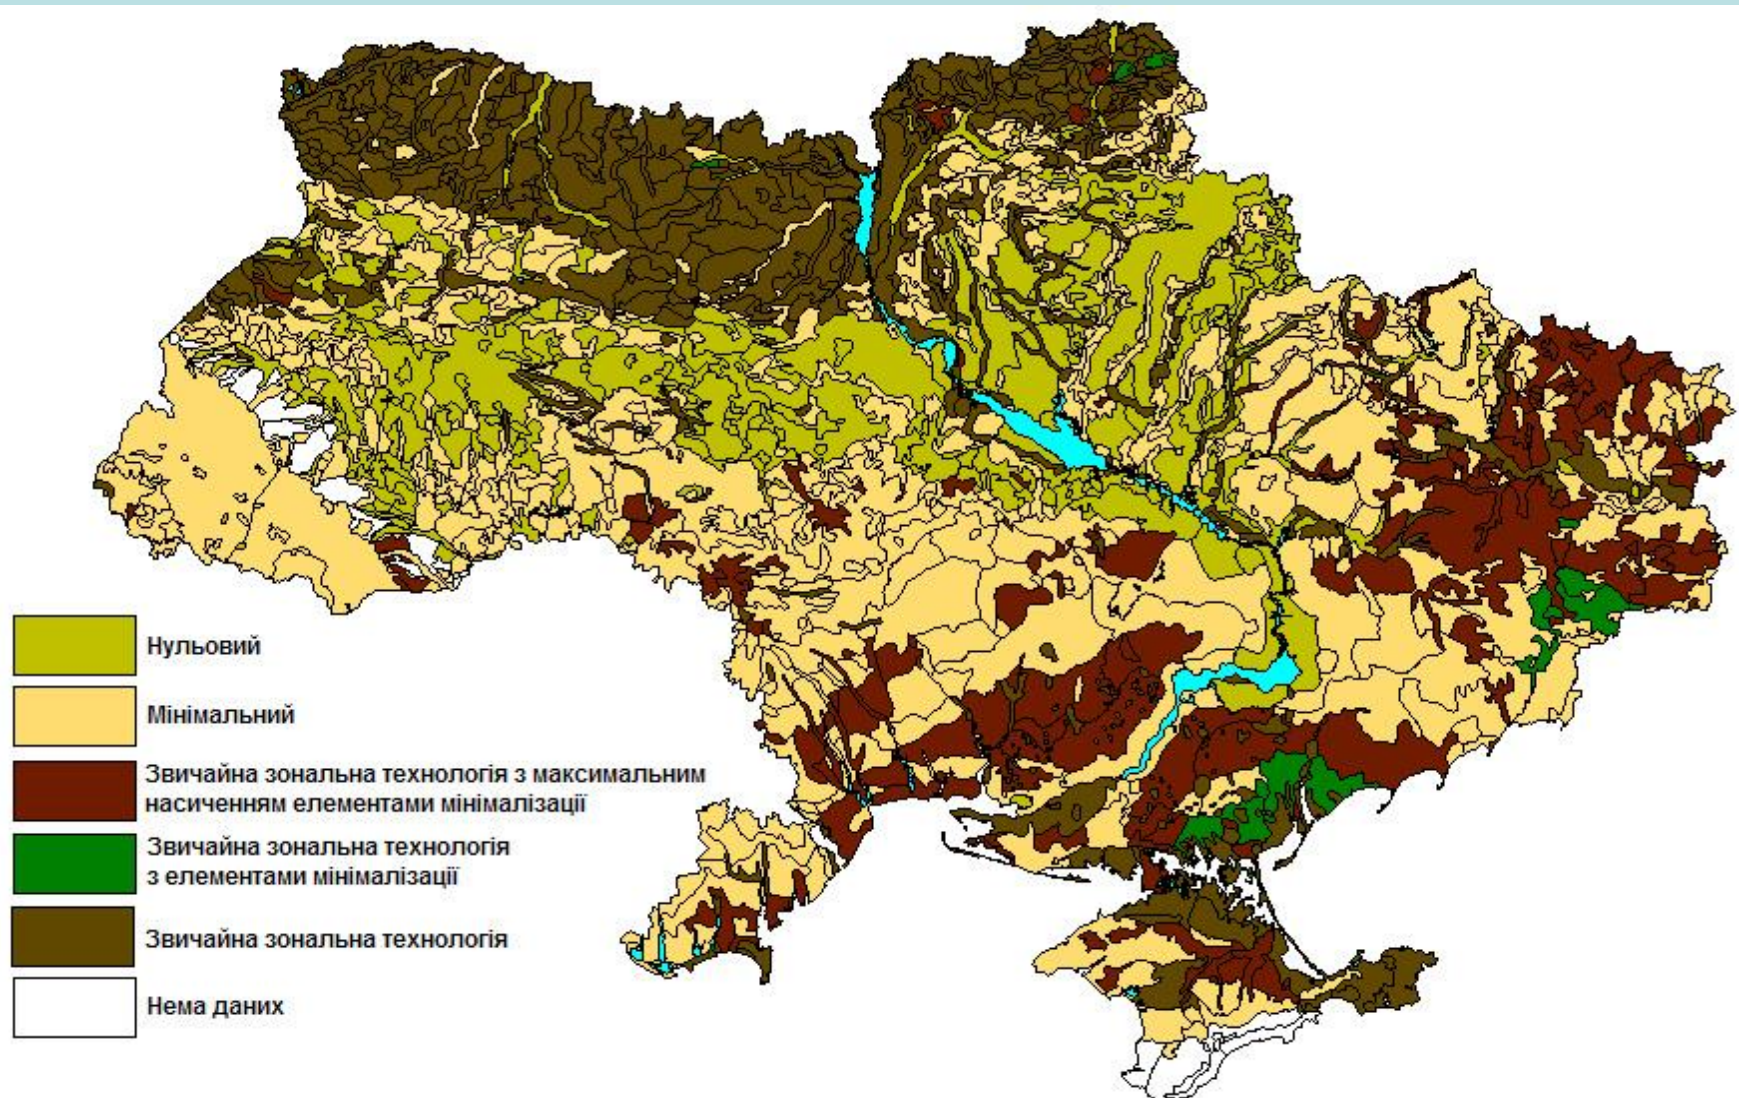 Нульовий
Мінімальний
Звичайна зональна технологія з максимальним
насиченням елементами мінімалізації
Звичайна зональна технологія
з елементами мінімалізації
Звичайна зональна технологія
Нема даних